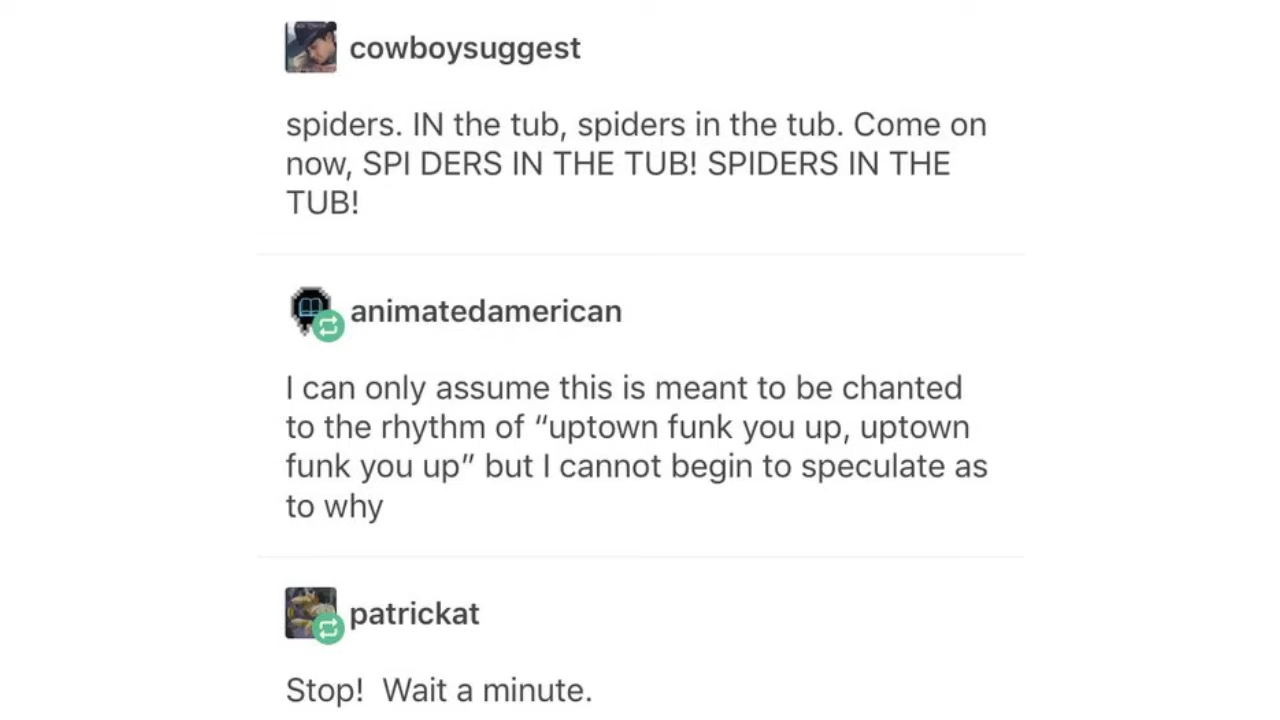 cowboysuggest
spiders. IN the tub, spiders in the tub. Come on
now, SPI DERS IN THE TUB! SPIDERS IN THE
TUB!
animatedamerican
I can only assume this is meant to be chanted
to the rhythm of “uptown funk you up, uptown
funk you up” but I cannot begin to speculate as
to why
patrickat
Stop!  Wait a minute.